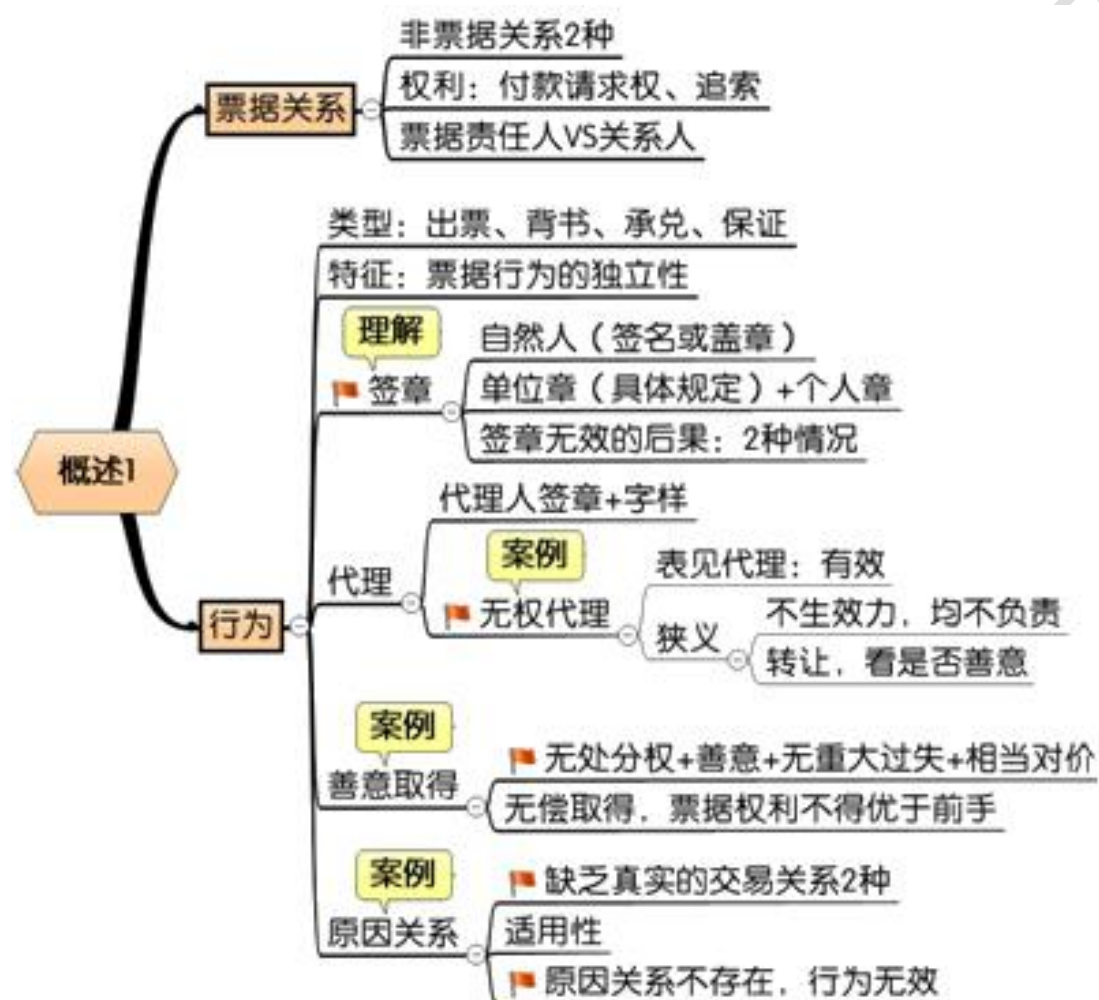 非票据关系2种
票据关系
权利：付款请求权、追索
票据责任人VS关系人
类型：出票、背书、承兑、保证
特征：票据行为的独立性
理解
签章
自然人（签名或盖章）
单位章（具体规定）+个人章
签章无效的后果：2种情况
概述1
代理人签章+字样
代理
案例
无权代理
表见代理：有效
狭义
不生效力，均不负责
转让，看是否善意
行为
案例
善意取得
无处分权+善意+无重大过失+相当对价
无偿取得，票据权利不得优于前手
案例
原因关系
缺乏真实的交易关系2种
适用性
原因关系不存在，行为无效